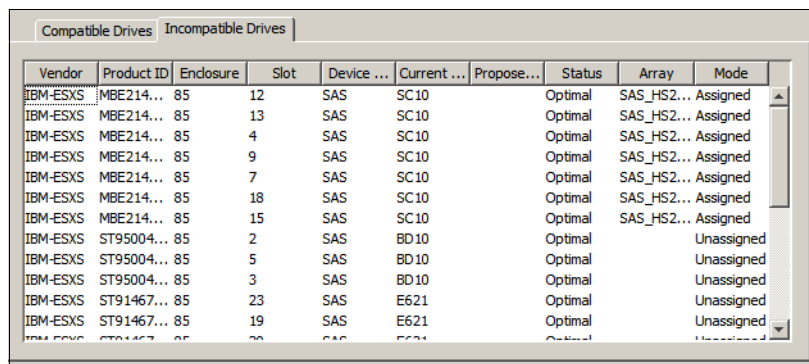 Compatible Drives Incompatible Drives
Vendor Product ID Enclosure Slot Device ... Current ... Propose... Status Array Mode
IBM-ESXS MBE214... 85 12 SAS SC10 Optimal SAS_HS2... Assigned
IBM-ESXS MBE214... 85 13 SAS SC10 Optimal SAS_HS2... Assigned
IBM-ESXS MBE214... 85 4 SAS SC10 Optimal SAS_HS2... Assigned
IBM-ESXS MBE214... 85 9 SAS SC10 Optimal SAS_HS2... Assigned
IBM-ESXS MBE214... 85 7 SAS SC10 Optimal SAS_HS2... Assigned
IBM-ESXS MBE214... 85 18 SAS SC10 Optimal SAS_HS2... Assigned
IBM-ESXS MBE214... 85 15 SAS SC10 Optimal SAS_HS2... Assigned
IBM-ESXS ST95004... 85 2 SAS BD10 Optimal Unassigned
IBM-ESXS ST95004... 85 5 SAS BD10 Optimal Unassigned
IBM-ESXS ST95004... 85 3 SAS BD10 Optimal Unassigned
IBM-ESXS ST91467... 85 23 SAS E621 Optimal Unassigned
IBM-ESXS ST91467... 85 19 SAS E621 Optimal Unassigned